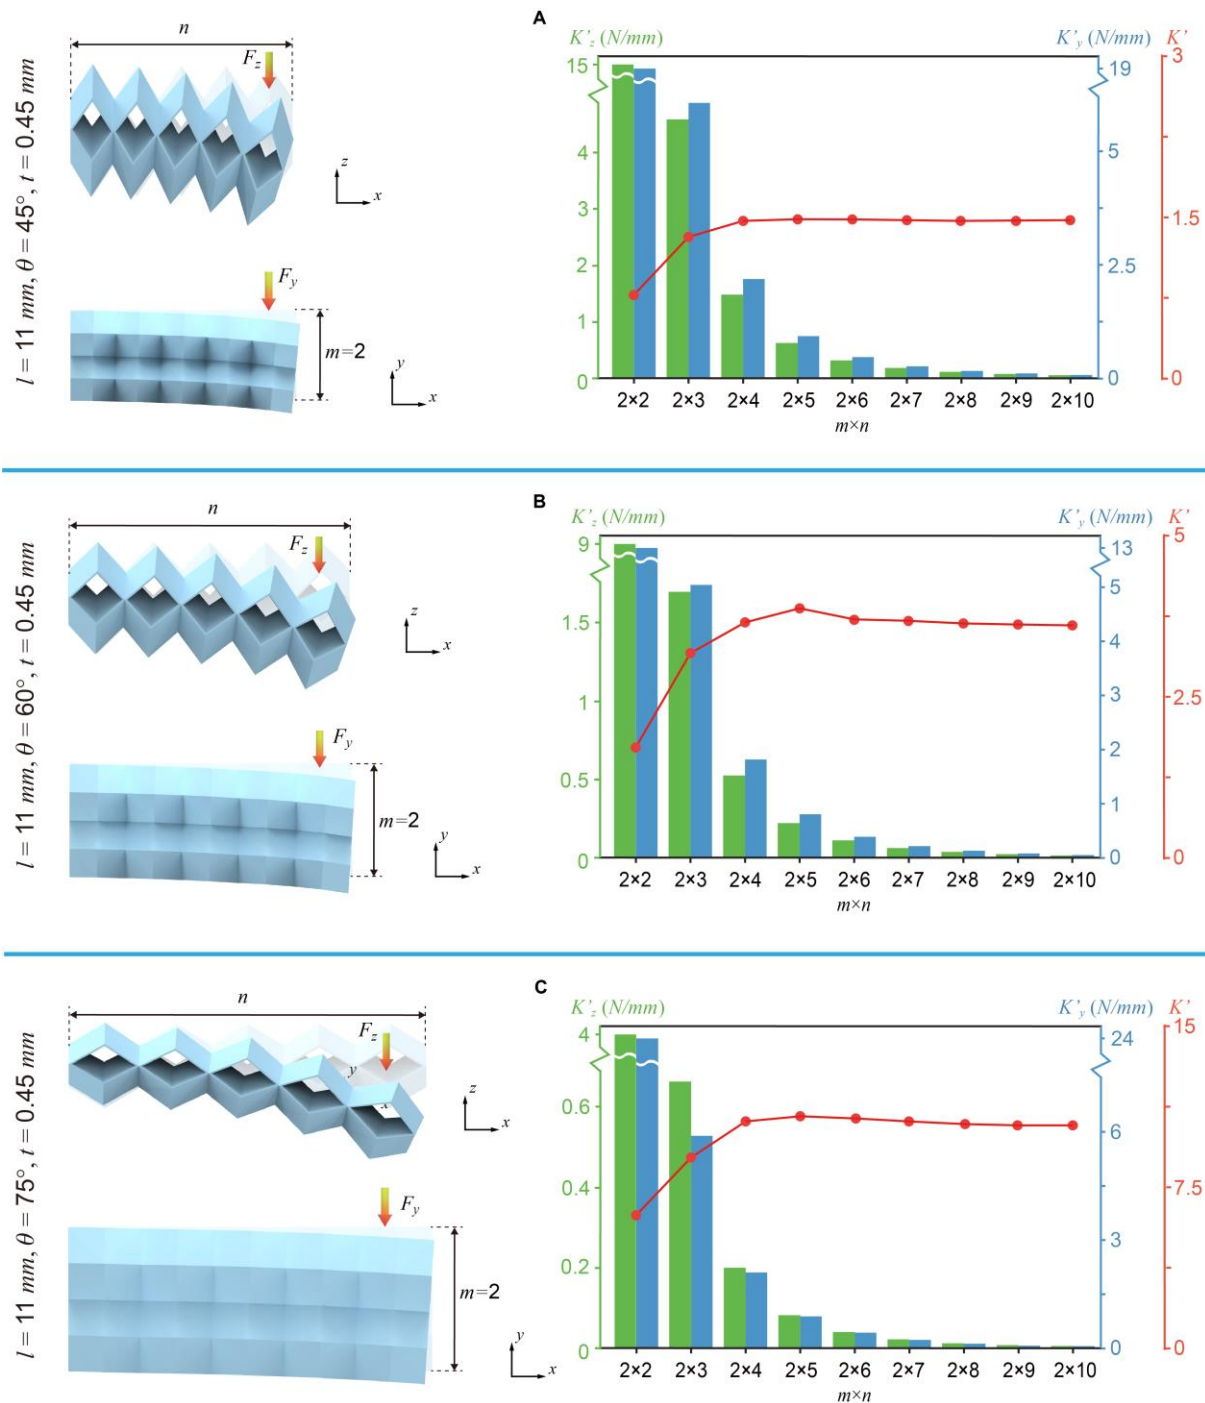 l = 11 mm, θ = 45°, t = 0.45 mm
n
F_z
z
x
F_y
m=2
y
x
A
K'_z (N/mm)
K'_y (N/mm)
K'
15
4
3
2
1
0
19
5
2.5
0
3
1.5
0
2×2 2×3 2×4 2×5 2×6 2×7 2×8 2×9 2×10
m×n
l = 11 mm, θ = 60°, t = 0.45 mm
n
F_z
z
x
F_y
m=2
y
x
B
K'_z (N/mm)
K'_y (N/mm)
K'
9
1.5
1
0.5
0
13
5
4
3
2
1
0
5
2.5
0
2×2 2×3 2×4 2×5 2×6 2×7 2×8 2×9 2×10
m×n
l = 11 mm, θ = 75°, t = 0.45 mm
n
F_z
y
x
z
x
F_y
m=2
y
x
C
K'_z (N/mm)
K'_y (N/mm)
K'
4
0.6
0.4
0.2
0
24
6
3
0
15
7.5
0
2×2 2×3 2×4 2×5 2×6 2×7 2×8 2×9 2×10
m×n